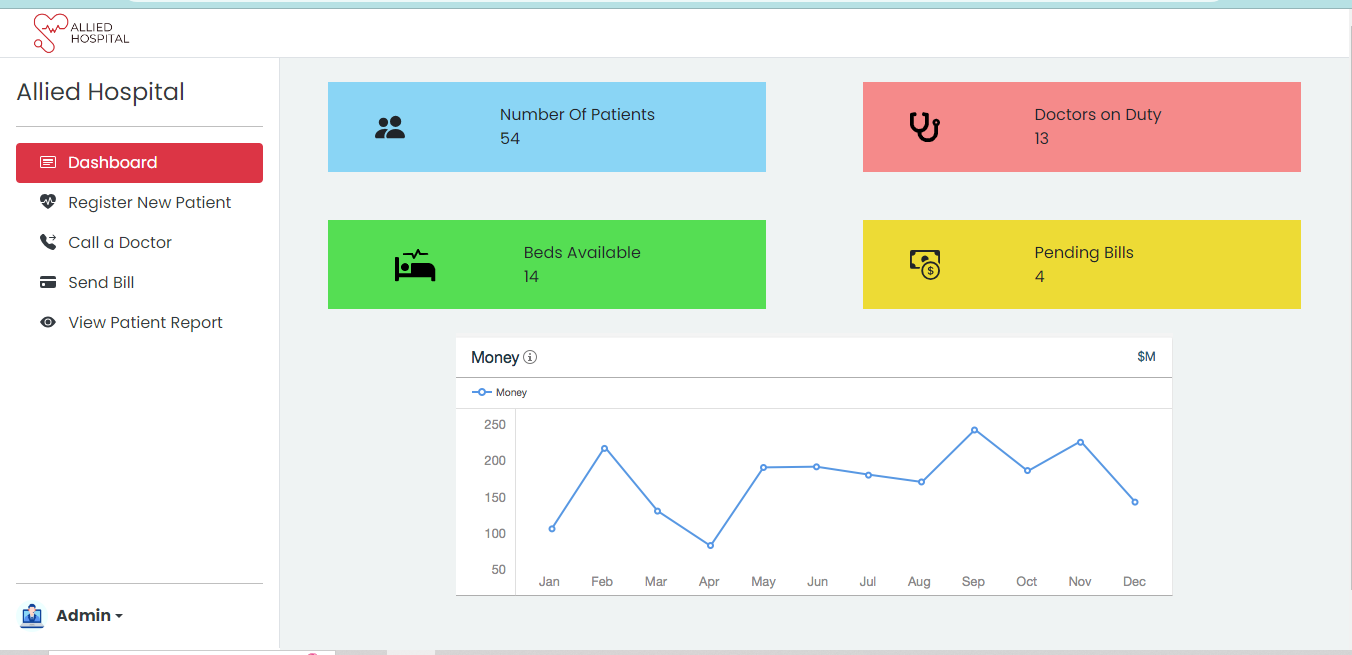 ALLIED
HOSPITAL
Allied Hospital
Dashboard
Register New Patient
Call a Doctor
Send Bill
View Patient Report
Admin
Number Of Patients
54
Doctors on Duty
13
Beds Available
14
Pending Bills
4
$
Money
$M
Money
250
200
150
100
50
Jan Feb Mar Apr May Jun Jul Aug Sep Oct Nov Dec